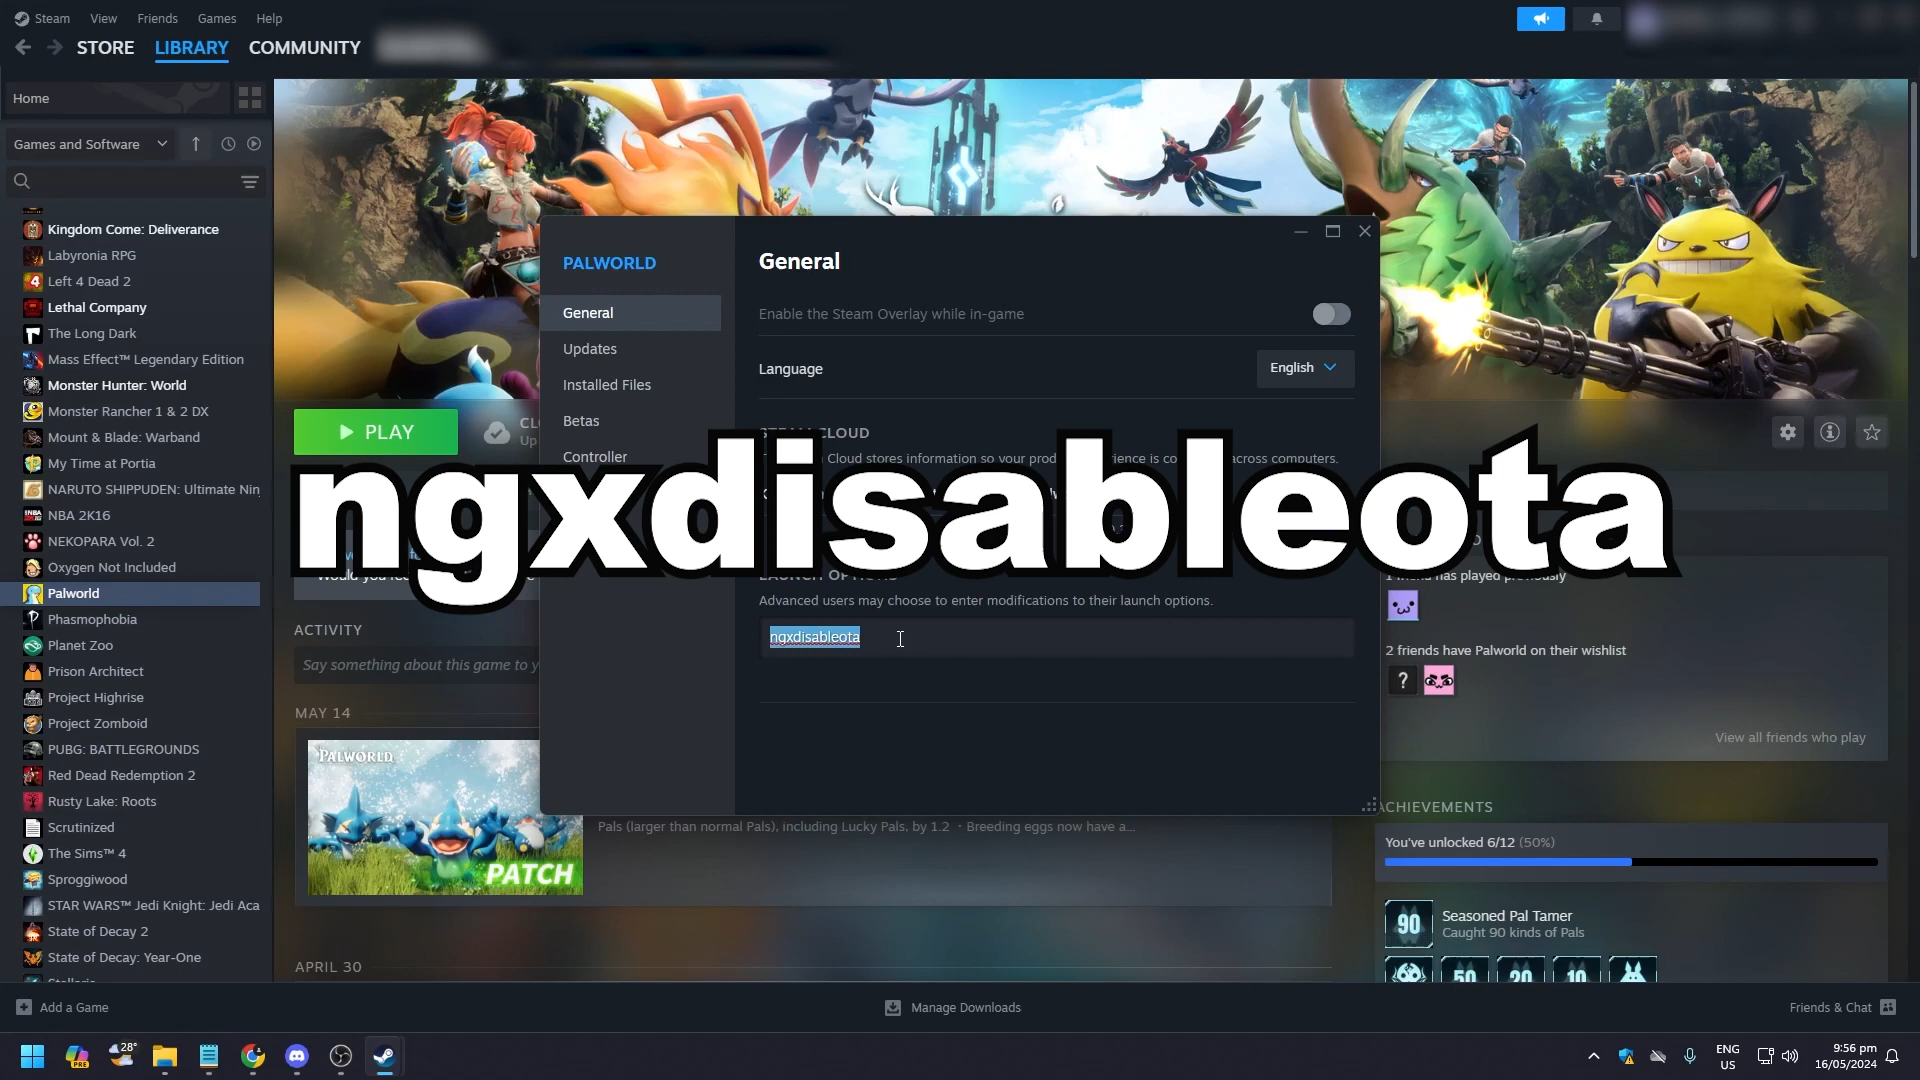 Steam View Friends Games Help
STORE LIBRARY COMMUNITY
Home
Games and Software
Kingdom Come: Deliverance
Labyronia RPG
Left 4 Dead 2
Lethal Company
The Long Dark
Mass Effect™ Legendary Edition
Monster Hunter: World
Monster Rancher 1 & 2 DX
Mount & Blade: Warband
My Time at Portia
NARUTO SHIPPUDEN: Ultimate Nin
NBA 2K16
NEKOPARA Vol. 2
Oxygen Not Included
Palworld
Phasmophobia
Planet Zoo
Prison Architect
Project Highrise
Project Zomboid
PUBG: BATTLEGROUNDS
Red Dead Redemption 2
Rusty Lake: Roots
Scrutinized
The Sims™ 4
Sproggiwood
STAR WARS™ Jedi Knight: Jedi Aca
State of Decay 2
State of Decay: Year-One
PLAY
PALWORLD
General
Updates
Installed Files
Betas
Controller
General
Enable the Steam Overlay while in-game
Language
English
STEAM CLOUD
Cloud stores information so your
across computers.
ngxdisableota
LAUNCH OPTIONS
Advanced users may choose to enter modifications to their launch options.
ngxdisableota
ACTIVITY
Say something about this game to y
MAY 14
PALWORLD
PATCH
Pals (larger than normal Pals), including Lucky Pals, by 1.2 · Breeding eggs now have a...
APRIL 30
1 friend has played previously
2 friends have Palworld on their wishlist
?
View all friends who play
ACHIEVEMENTS
You've unlocked 6/12 (50%)
90
Seasoned Pal Tamer
Caught 90 kinds of Pals
50 20 10
Add a Game
Manage Downloads
Friends & Chat
PRE
28°
ENG
US
9:56 pm
16/05/2024